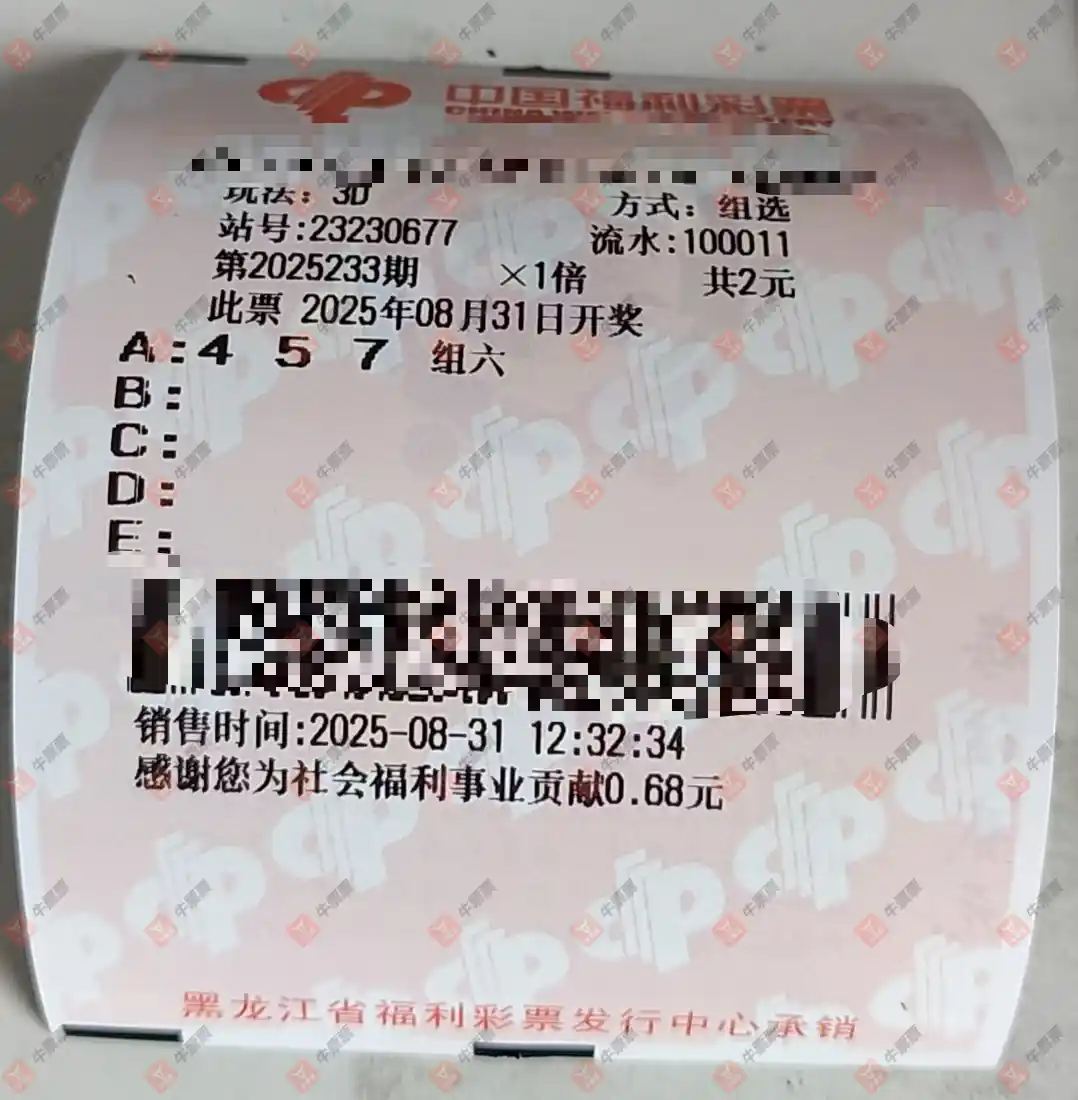 中国福利彩票
玩法: 3D 方式: 组选
站号:23230677 流水:100011
第2025233期 ×1倍 共2元
此票 2025年08月31日开奖
A:4 5 7 组六
B:
C:
D:
E:
销售时间:2025-08-31 12:32:34
感谢您为社会福利事业贡献0.68元
黑龙江省福利彩票发行中心承销
牛票票